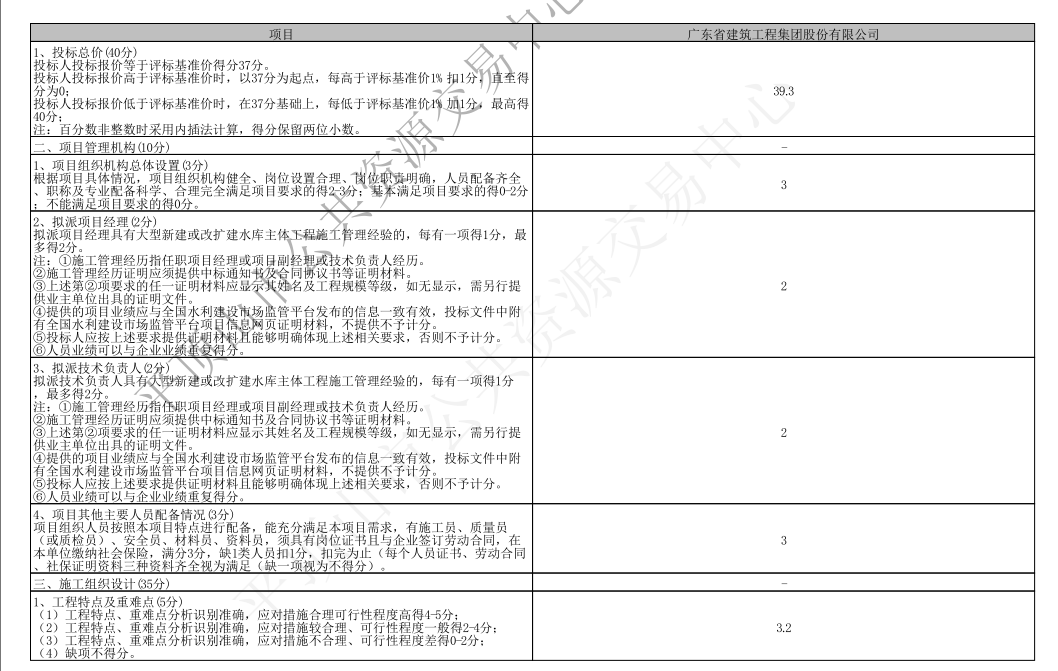 项目
广东省建筑工程集团股份有限公司
1、投标总价(40分)
投标人投标报价等于评标基准价得分37分。
投标人投标报价高于评标基准价时，以37分为起点，每高于评标基准价1% 扣1分，直至得
分为0;
投标人投标报价低于评标基准价时，在37分基础上，每低于评标基准价1% 加1分，最高得
40分;
注: 百分数非整数时采用内插法计算，得分保留两位小数。
39.3
二、项目管理机构(10分)
-
1、项目组织机构总体设置(3分)
根据项目具体情况，项目组织机构健全、岗位设置合理、岗位职责明确，人员配备齐全
、职称及专业配备科学、合理完全满足项目要求的得2-3分；基本满足项目要求的得0-2分
；不能满足项目要求的得0分。
3
2、拟派项目经理(2分)
拟派项目经理具有大型新建或改扩建水库主体工程施工管理经验的，每有一项得1分，最
多得2分。
注: ①施工管理经历指任职项目经理或项目副经理或技术负责人经历。
②施工管理经历证明应须提供中标通知书及合同协议书等证明材料。
③上述第②项要求的任一证明材料应显示其姓名及工程规模等级，如无显示，需另行提
供业主单位出具的证明文件。
④提供的项目业绩应与全国水利建设市场监管平台发布的信息一致有效，投标文件中附
有全国水利建设市场监管平台项目信息网页证明材料，不提供不予计分。
⑤投标人应按上述要求提供证明材料且能够明确体现上述相关要求，否则不予计分。
⑥人员业绩可以与企业业绩重复得分。
2
3、拟派技术负责人(2分)
拟派技术负责人具有大型新建或改扩建水库主体工程施工管理经验的，每有一项得1分
，最多得2分。
注: ①施工管理经历指任职项目经理或项目副经理或技术负责人经历。
②施工管理经历证明应须提供中标通知书及合同协议书等证明材料。
③上述第②项要求的任一证明材料应显示其姓名及工程规模等级，如无显示，需另行提
供业主单位出具的证明文件。
④提供的项目业绩应与全国水利建设市场监管平台发布的信息一致有效，投标文件中附
有全国水利建设市场监管平台项目信息网页证明材料，不提供不予计分。
⑤投标人应按上述要求提供证明材料且能够明确体现上述相关要求，否则不予计分。
⑥人员业绩可以与企业业绩重复得分。
2
4、项目其他主要人员配备情况(3分)
项目组织人员按照本项目特点进行配备，能充分满足本项目需求，有施工员、质量员
（或质检员）、安全员、材料员、资料员，须具有岗位证书且与企业签订劳动合同，在
本单位缴纳社会保险，满分3分，缺1类人员扣1分，扣完为止（每个人员证书、劳动合同
、社保证明资料三种资料齐全视为满足（缺一项视为不得分）。
3
三、施工组织设计(35分)
-
1、工程特点及重难点(5分)
（1）工程特点、重难点分析识别准确，应对措施合理可行性程度高得4-5分;
（2）工程特点、重难点分析识别准确，应对措施较合理、可行性程度一般得2-4分;
（3）工程特点、重难点分析识别准确，应对措施不合理、可行性程度差得0-2分;
（4）缺项不得分。
3.2
平顶山市公共资源交易中心
平顶山市公共资源交易中心